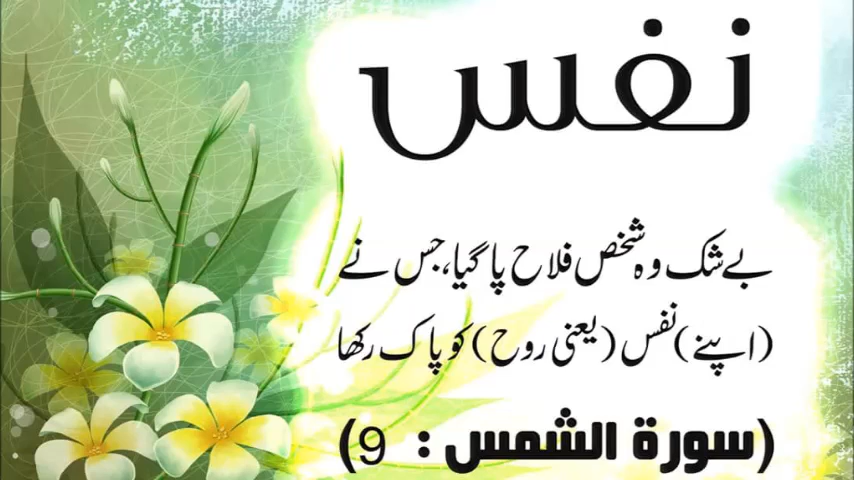 نفس
بے شک وہ شخص فلاح پا گیا، جس نے
(اپنے) نفس (یعنی روح) کو پاک رکھا
(سورة الشمس : 9)